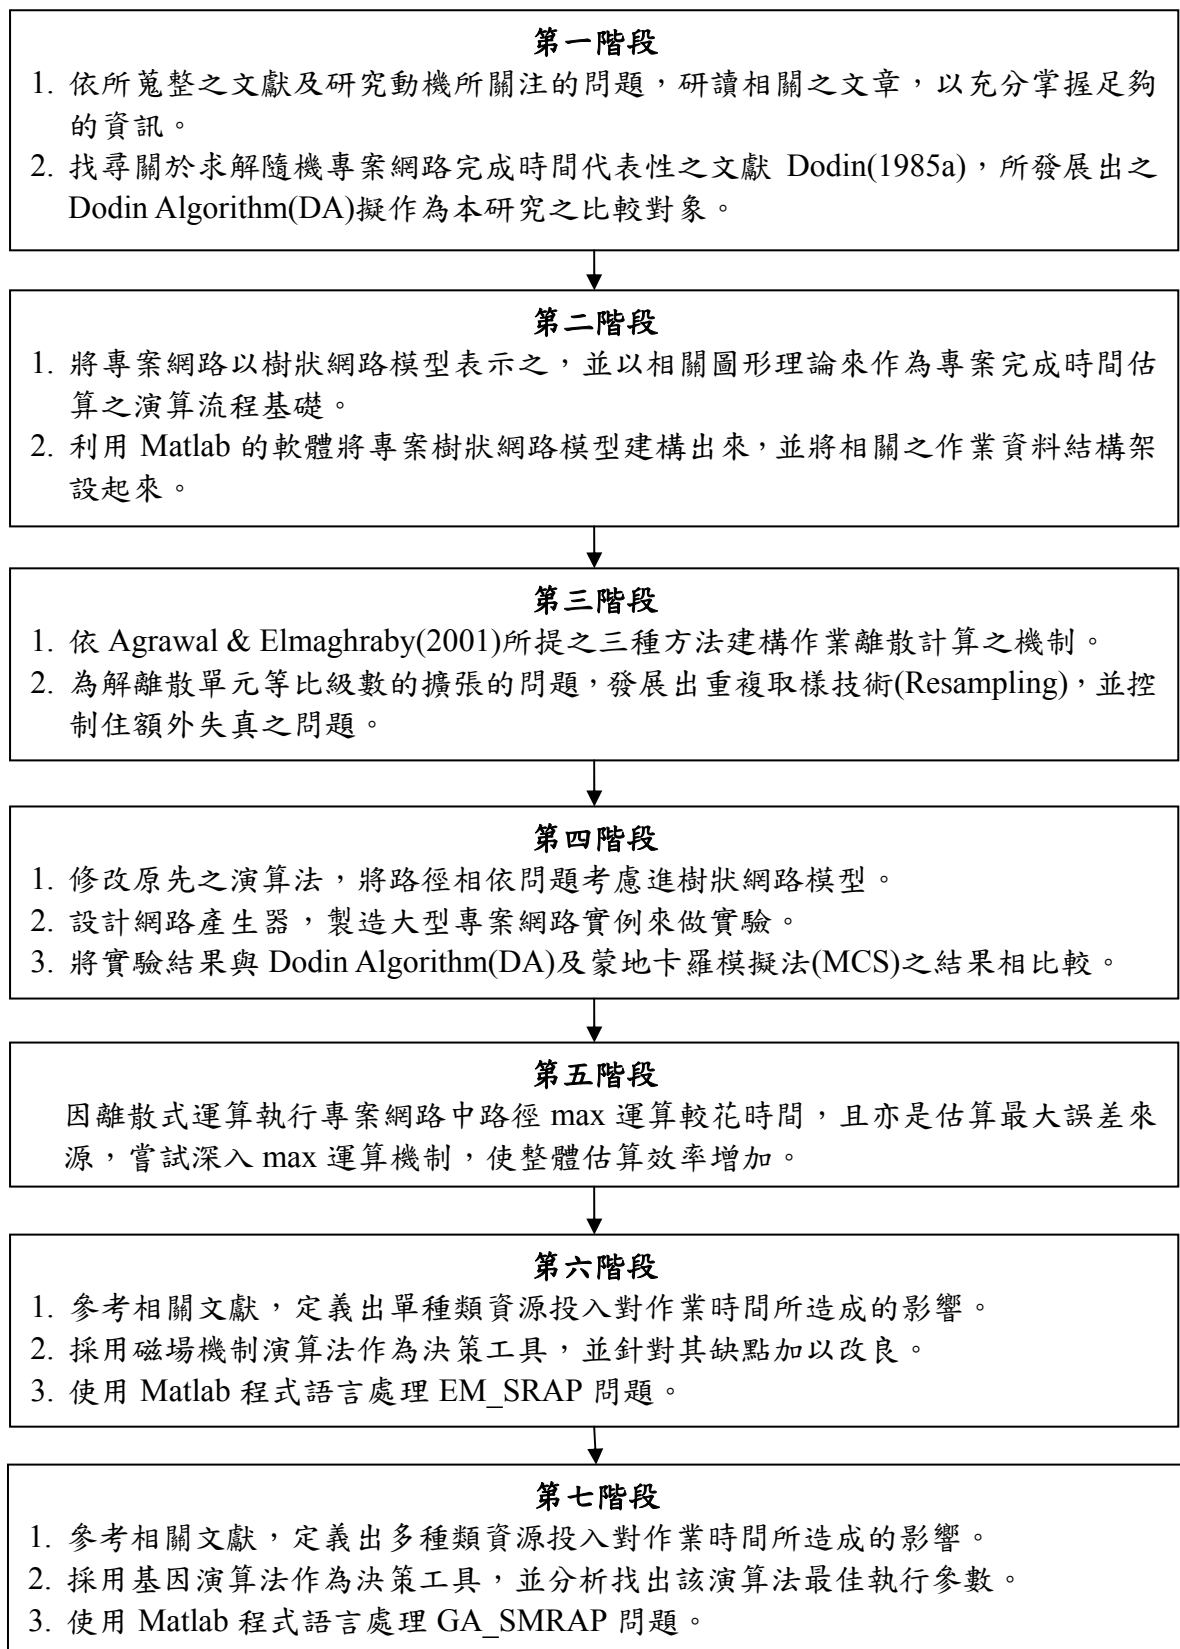 第一階段
1. 依所蒐整之文獻及研究動機所關注的問題，研讀相關之文章，以充分掌握足夠
的資訊。
2. 找尋關於求解隨機專案網路完成時間代表性之文獻 Dodin(1985a)，所發展出之
Dodin Algorithm(DA)擬作為本研究之比較對象。
第二階段
1. 將專案網路以樹狀網路模型表示之，並以相關圖形理論來作為專案完成時間估
算之演算流程基礎。
2. 利用 Matlab 的軟體將專案樹狀網路模型建構出來，並將相關之作業資料結構架
設起來。
第三階段
1. 依 Agrawal & Elmaghraby(2001)所提之三種方法建構作業離散計算之機制。
2. 為解離散單元等比級數的擴張的問題，發展出重複取樣技術(Resampling)，並控
制住額外失真之問題。
第四階段
1. 修改原先之演算法，將路徑相依問題考慮進樹狀網路模型。
2. 設計網路產生器，製造大型專案網路實例來做實驗。
3. 將實驗結果與 Dodin Algorithm(DA)及蒙地卡羅模擬法(MCS)之結果相比較。
第五階段
因離散式運算執行專案網路中路徑 max 運算較花時間，且亦是估算最大誤差來
源，嘗試深入 max 運算機制，使整體估算效率增加。
第六階段
1. 參考相關文獻，定義出單種類資源投入對作業時間所造成的影響。
2. 採用磁場機制演算法作為決策工具，並針對其缺點加以改良。
3. 使用 Matlab 程式語言處理 EM_SRAP 問題。
第七階段
1. 參考相關文獻，定義出多種類資源投入對作業時間所造成的影響。
2. 採用基因演算法作為決策工具，並分析找出該演算法最佳執行參數。
3. 使用 Matlab 程式語言處理 GA_SMRAP 問題。